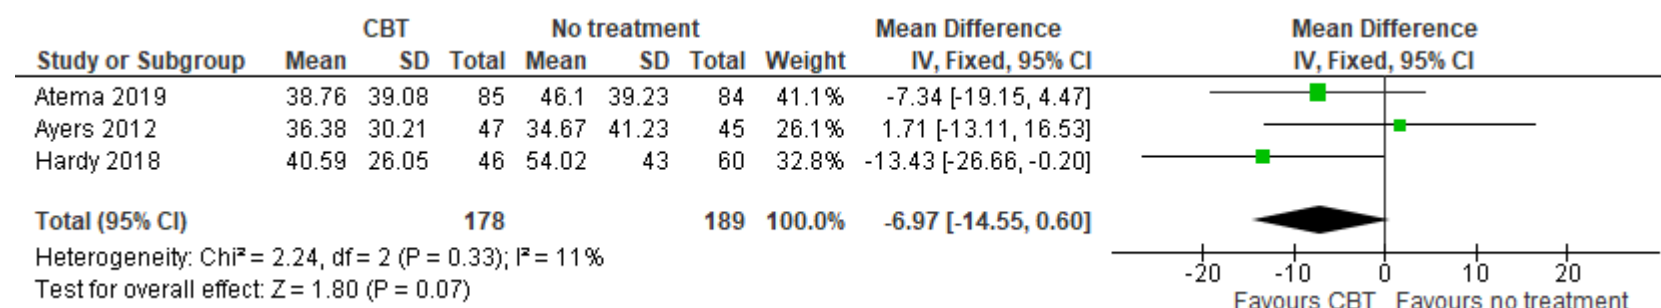 CBT No treatment Mean Difference Mean Difference
Study or Subgroup Mean SD Total Mean SD Total Weight IV, Fixed, 95% CI IV, Fixed, 95% CI
Atema 2019 38.76 39.08 85 46.1 39.23 84 41.1% -7.34 [-19.15, 4.47]
Ayers 2012 36.38 30.21 47 34.67 41.23 45 26.1% 1.71 [-13.11, 16.53]
Hardy 2018 40.59 26.05 46 54.02 43 60 32.8% -13.43 [-26.66, -0.20]
Total (95% CI) 178 189 100.0% -6.97 [-14.55, 0.60]
Heterogeneity: Chi² = 2.24, df = 2 (P = 0.33); I² = 11%
Test for overall effect: Z = 1.80 (P = 0.07)
-20 -10 0 10 20
Favours CBT Favours no treatment